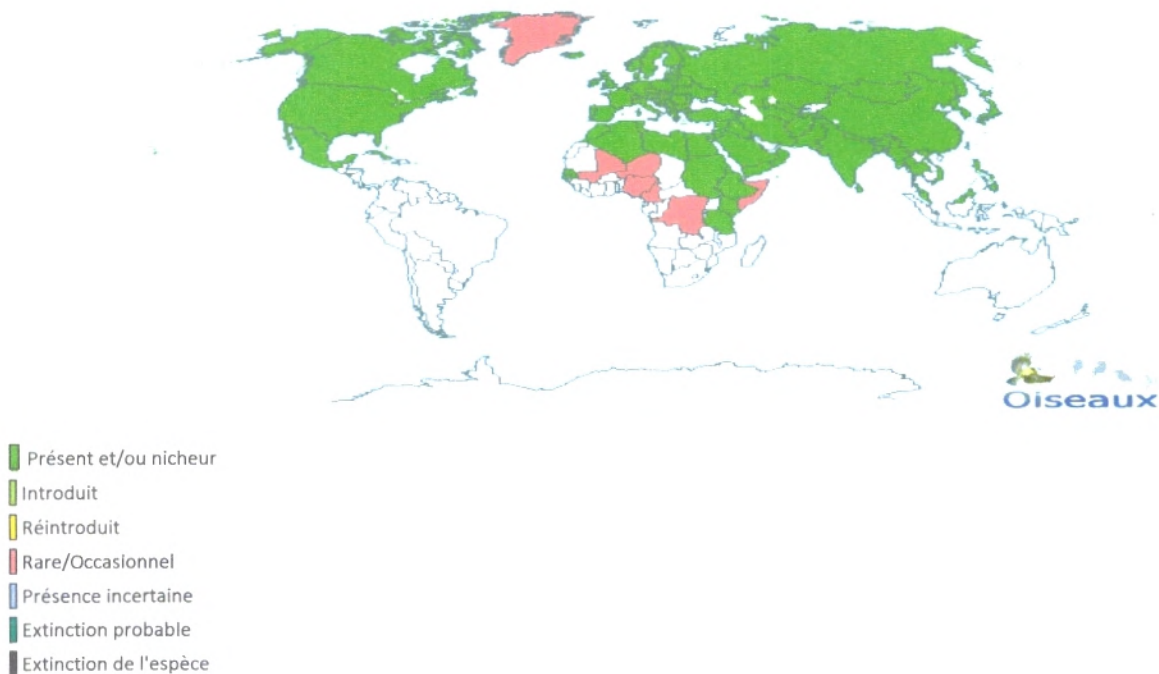 Oiseaux
Présent et/ou nicheur
Introduit
Réintroduit
Rare/Occasionnel
Présence incertaine
Extinction probable
Extinction de l'espèce